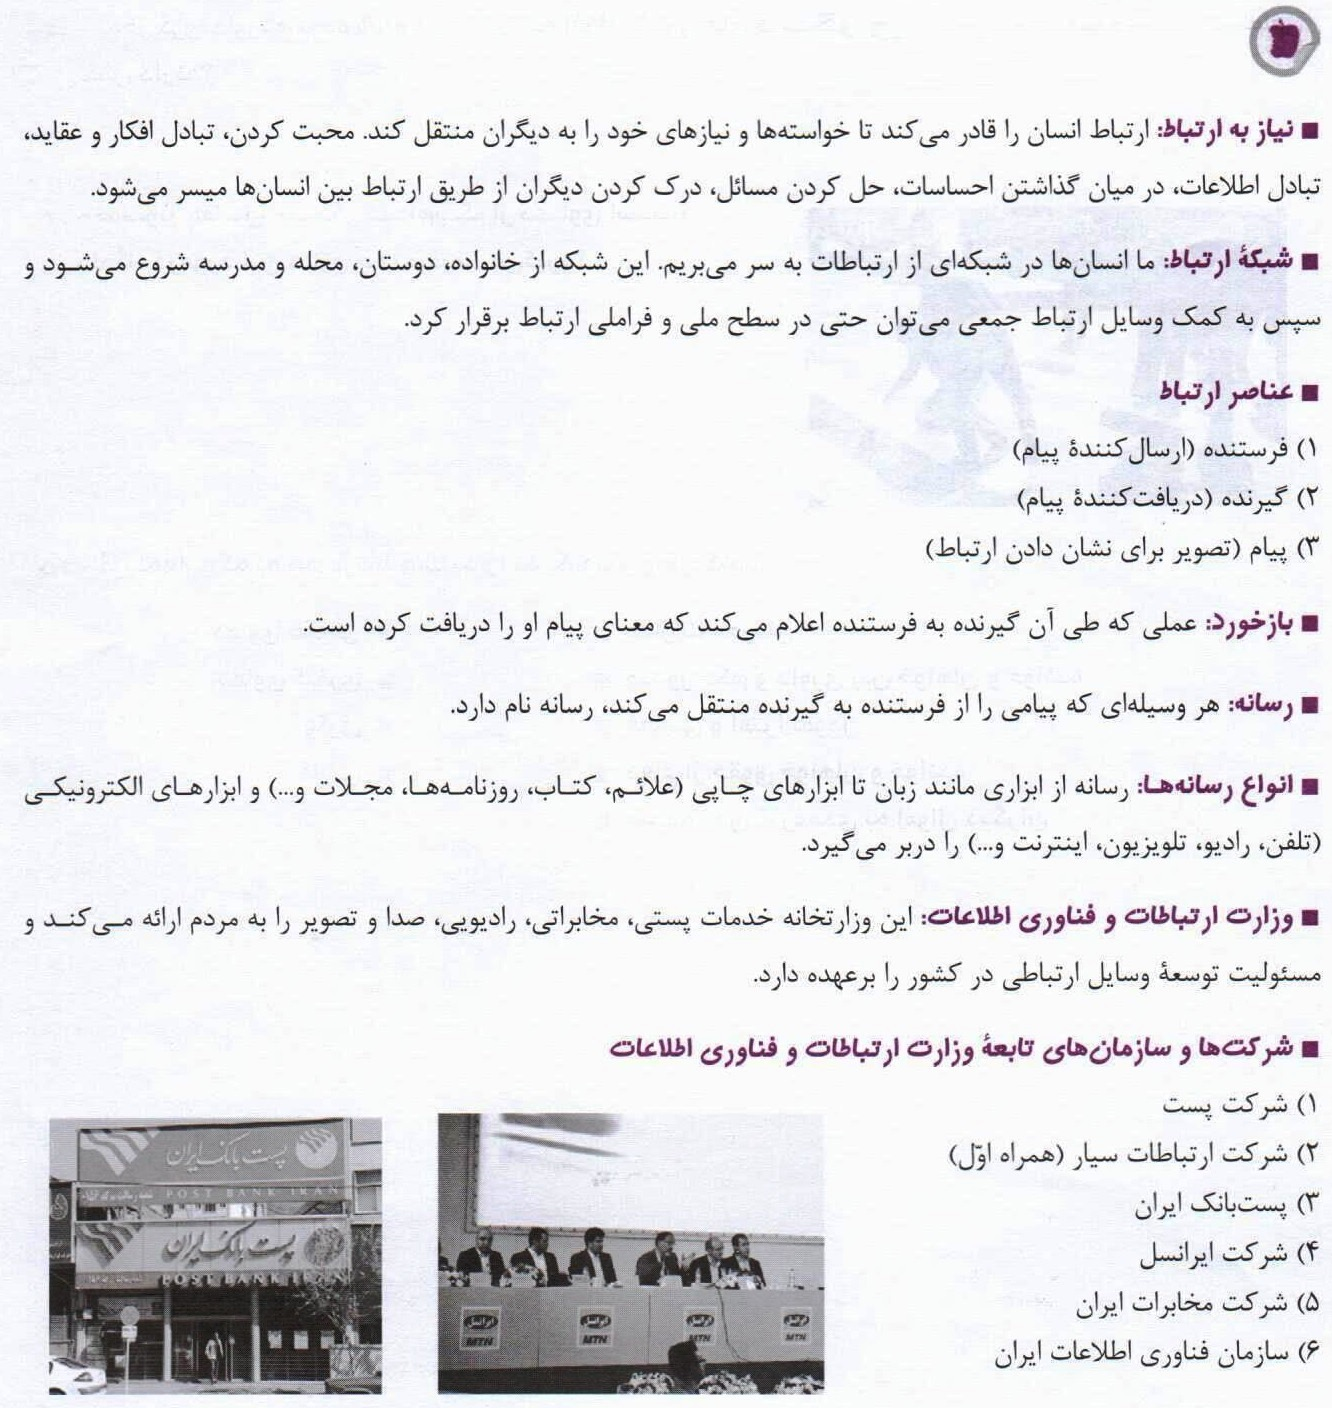 ■ نیاز به ارتباط: ارتباط انسان را قادر می‌کند تا خواسته‌ها و نیازهای خود را به دیگران منتقل کند. محبت کردن، تبادل افکار و عقاید،
تبادل اطلاعات، در میان گذاشتن احساسات، حل کردن مسائل، درک کردن دیگران از طریق ارتباط بین انسان‌ها میسر می‌شود.
■ شبکهٔ ارتباط: ما انسان‌ها در شبکه‌ای از ارتباطات به سر می‌بریم. این شبکه از خانواده، دوستان، محله و مدرسه شروع می‌شود و
سپس به کمک وسایل ارتباط جمعی می‌توان حتی در سطح ملی و فراملی ارتباط برقرار کرد.
■ عناصر ارتباط
۱) فرستنده (ارسال‌کنندهٔ پیام)
۲) گیرنده (دریافت‌کنندهٔ پیام)
۳) پیام (تصویر برای نشان دادن ارتباط)
■ بازخورد: عملی که طی آن گیرنده به فرستنده اعلام می‌کند که معنای پیام او را دریافت کرده است.
■ رسانه: هر وسیله‌ای که پیامی را از فرستنده به گیرنده منتقل می‌کند، رسانه نام دارد.
■ انواع رسانه‌ها: رسانه از ابزاری مانند زبان تا ابزارهای چاپی (علائم، کتاب، روزنامه‌ها، مجلات و...) و ابزارهای الکترونیکی
(تلفن، رادیو، تلویزیون، اینترنت و...) را دربر می‌گیرد.
■ وزارت ارتباطات و فناوری اطلاعات: این وزارتخانه خدمات پستی، مخابراتی، رادیویی، صدا و تصویر را به مردم ارائه می‌کند و
مسئولیت توسعهٔ وسایل ارتباطی در کشور را برعهده دارد.
■ شرکت‌ها و سازمان‌های تابعهٔ وزارت ارتباطات و فناوری اطلاعات
۱) شرکت پست
۲) شرکت ارتباطات سیار (همراه اوّل)
۳) پست‌بانک ایران
۴) شرکت ایرانسل
۵) شرکت مخابرات ایران
۶) سازمان فناوری اطلاعات ایران
پست بانک ایران
POST BANK IRAN
پست بانک ایران
POST BANK IRAN
ایرانسل
MTN
ایرانسل
MTN
ایرانسل
MTN
ایرانسل
MTN